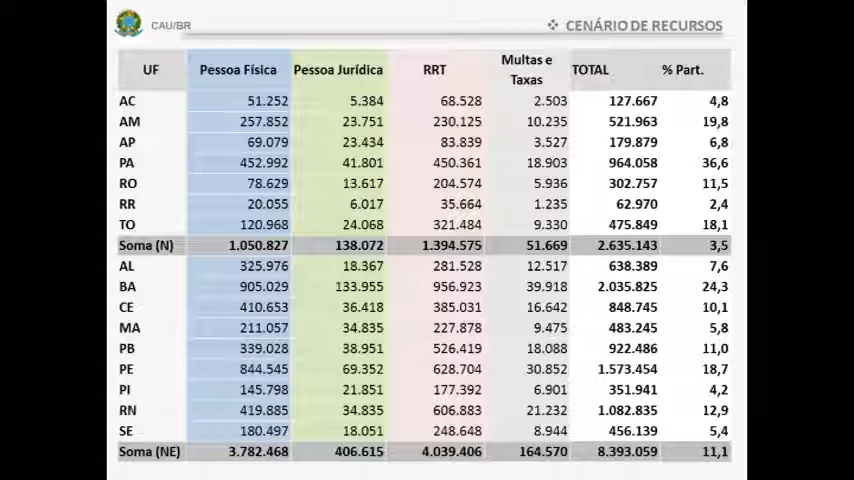 CAU/BR
❖ CENÁRIO DE RECURSOS
UF Pessoa Física Pessoa Jurídica RRT Multas e Taxas TOTAL % Part.
AC 51.252 5.384 68.528 2.503 127.667 4,8
AM 257.852 23.751 230.125 10.235 521.963 19,8
AP 69.079 23.434 83.839 3.527 179.879 6,8
PA 452.992 41.801 450.361 18.903 964.058 36,6
RO 78.629 13.617 204.574 5.936 302.757 11,5
RR 20.055 6.017 35.664 1.235 62.970 2,4
TO 120.968 24.068 321.484 9.330 475.849 18,1
Soma (N) 1.050.827 138.072 1.394.575 51.669 2.635.143 3,5
AL 325.976 18.367 281.528 12.517 638.389 7,6
BA 905.029 133.955 956.923 39.918 2.035.825 24,3
CE 410.653 36.418 385.031 16.642 848.745 10,1
MA 211.057 34.835 227.878 9.475 483.245 5,8
PB 339.028 38.951 526.419 18.088 922.486 11,0
PE 844.545 69.352 628.704 30.852 1.573.454 18,7
PI 145.798 21.851 177.392 6.901 351.941 4,2
RN 419.885 34.835 606.883 21.232 1.082.835 12,9
SE 180.497 18.051 248.648 8.944 456.139 5,4
Soma (NE) 3.782.468 406.615 4.039.406 164.570 8.393.059 11,1